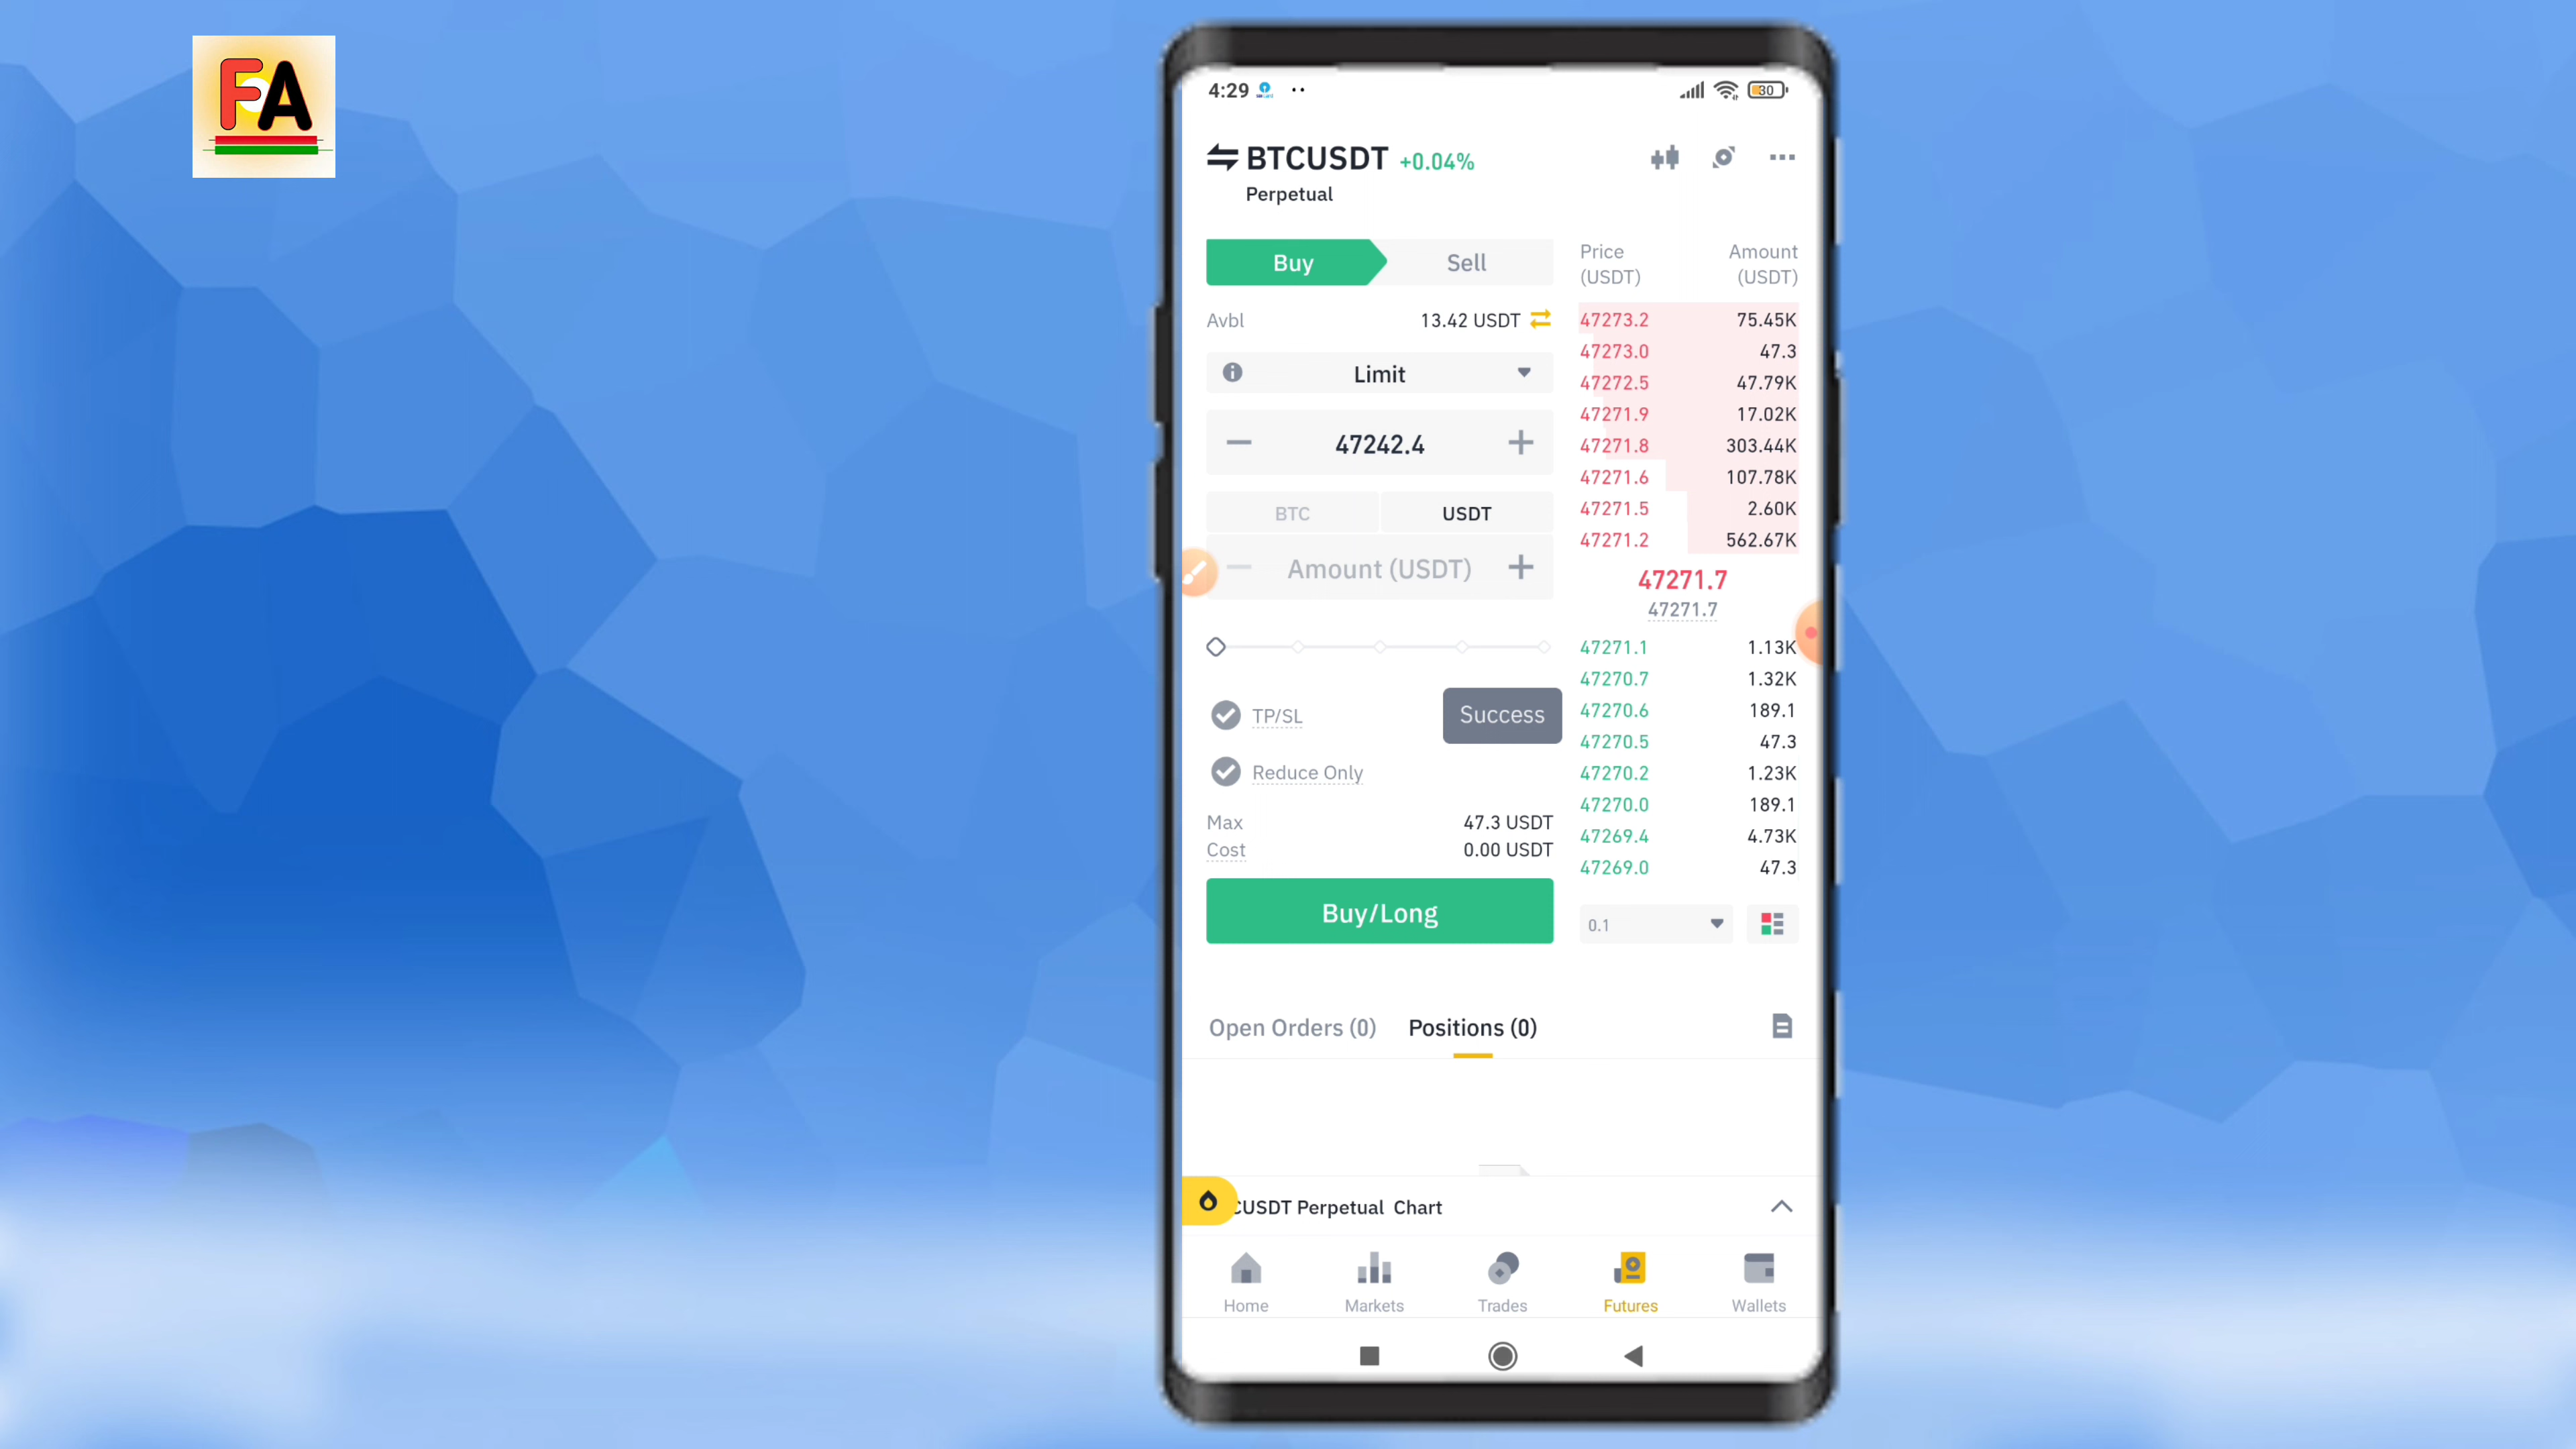 FA
4:29
30
BTCUSDT +0.04%
Perpetual
Buy
Sell
Avbl
13.42 USDT
Limit
47242.4
BTC
USDT
Amount (USDT)
TP/SL
Success
Reduce Only
Max
47.3 USDT
Cost
0.00 USDT
Buy/Long
Price
(USDT)
Amount
(USDT)
47273.2 75.45K
47273.0 47.3
47272.5 47.79K
47271.9 17.02K
47271.8 303.44K
47271.6 107.78K
47271.5 2.60K
47271.2 562.67K
47271.7
47271.7
47271.1 1.13K
47270.7 1.32K
47270.6 189.1
47270.5 47.3
47270.2 1.23K
47270.0 189.1
47269.4 4.73K
47269.0 47.3
0.1
Open Orders (0)
Positions (0)
CUSDT Perpetual Chart
Home
Markets
Trades
Futures
Wallets